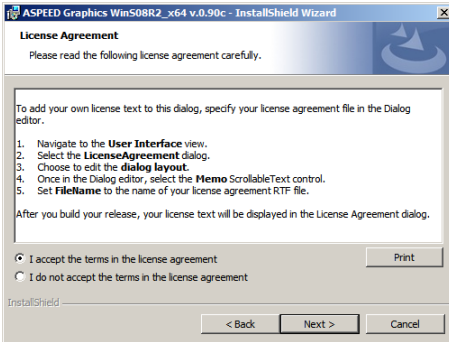 ASPEED Graphics WinS08R2_x64 v.0.90c - InstallShield Wizard
License Agreement
Please read the following license agreement carefully.
To add your own license text to this dialog, specify your license agreement file in the Dialog
editor.
1. Navigate to the User Interface view.
2. Select the LicenseAgreement dialog.
3. Choose to edit the dialog layout.
4. Once in the Dialog editor, select the Memo ScrollableText control.
5. Set FileName to the name of your license agreement RTF file.
After you build your release, your license text will be displayed in the License Agreement dialog.
I accept the terms in the license agreement
Print
I do not accept the terms in the license agreement
InstallShield
< Back Next > Cancel